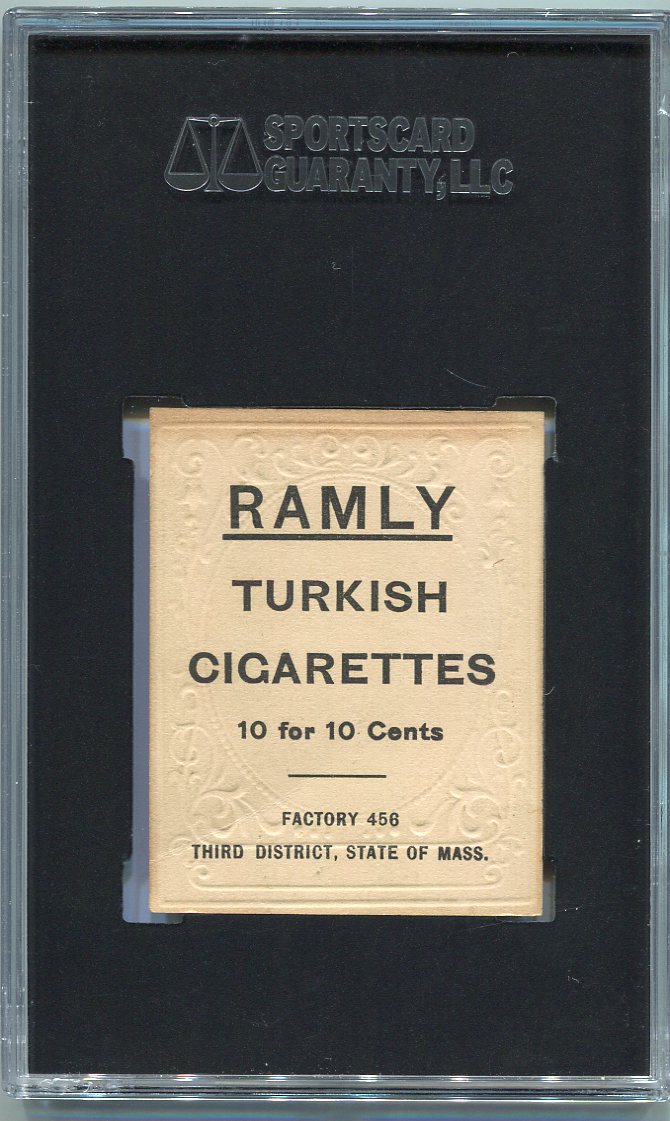 SPORTSCARD
GUARANTY, LLC
RAMLY
TURKISH
CIGARETTES
10 for 10 Cents
FACTORY 456
THIRD DISTRICT, STATE OF MASS.